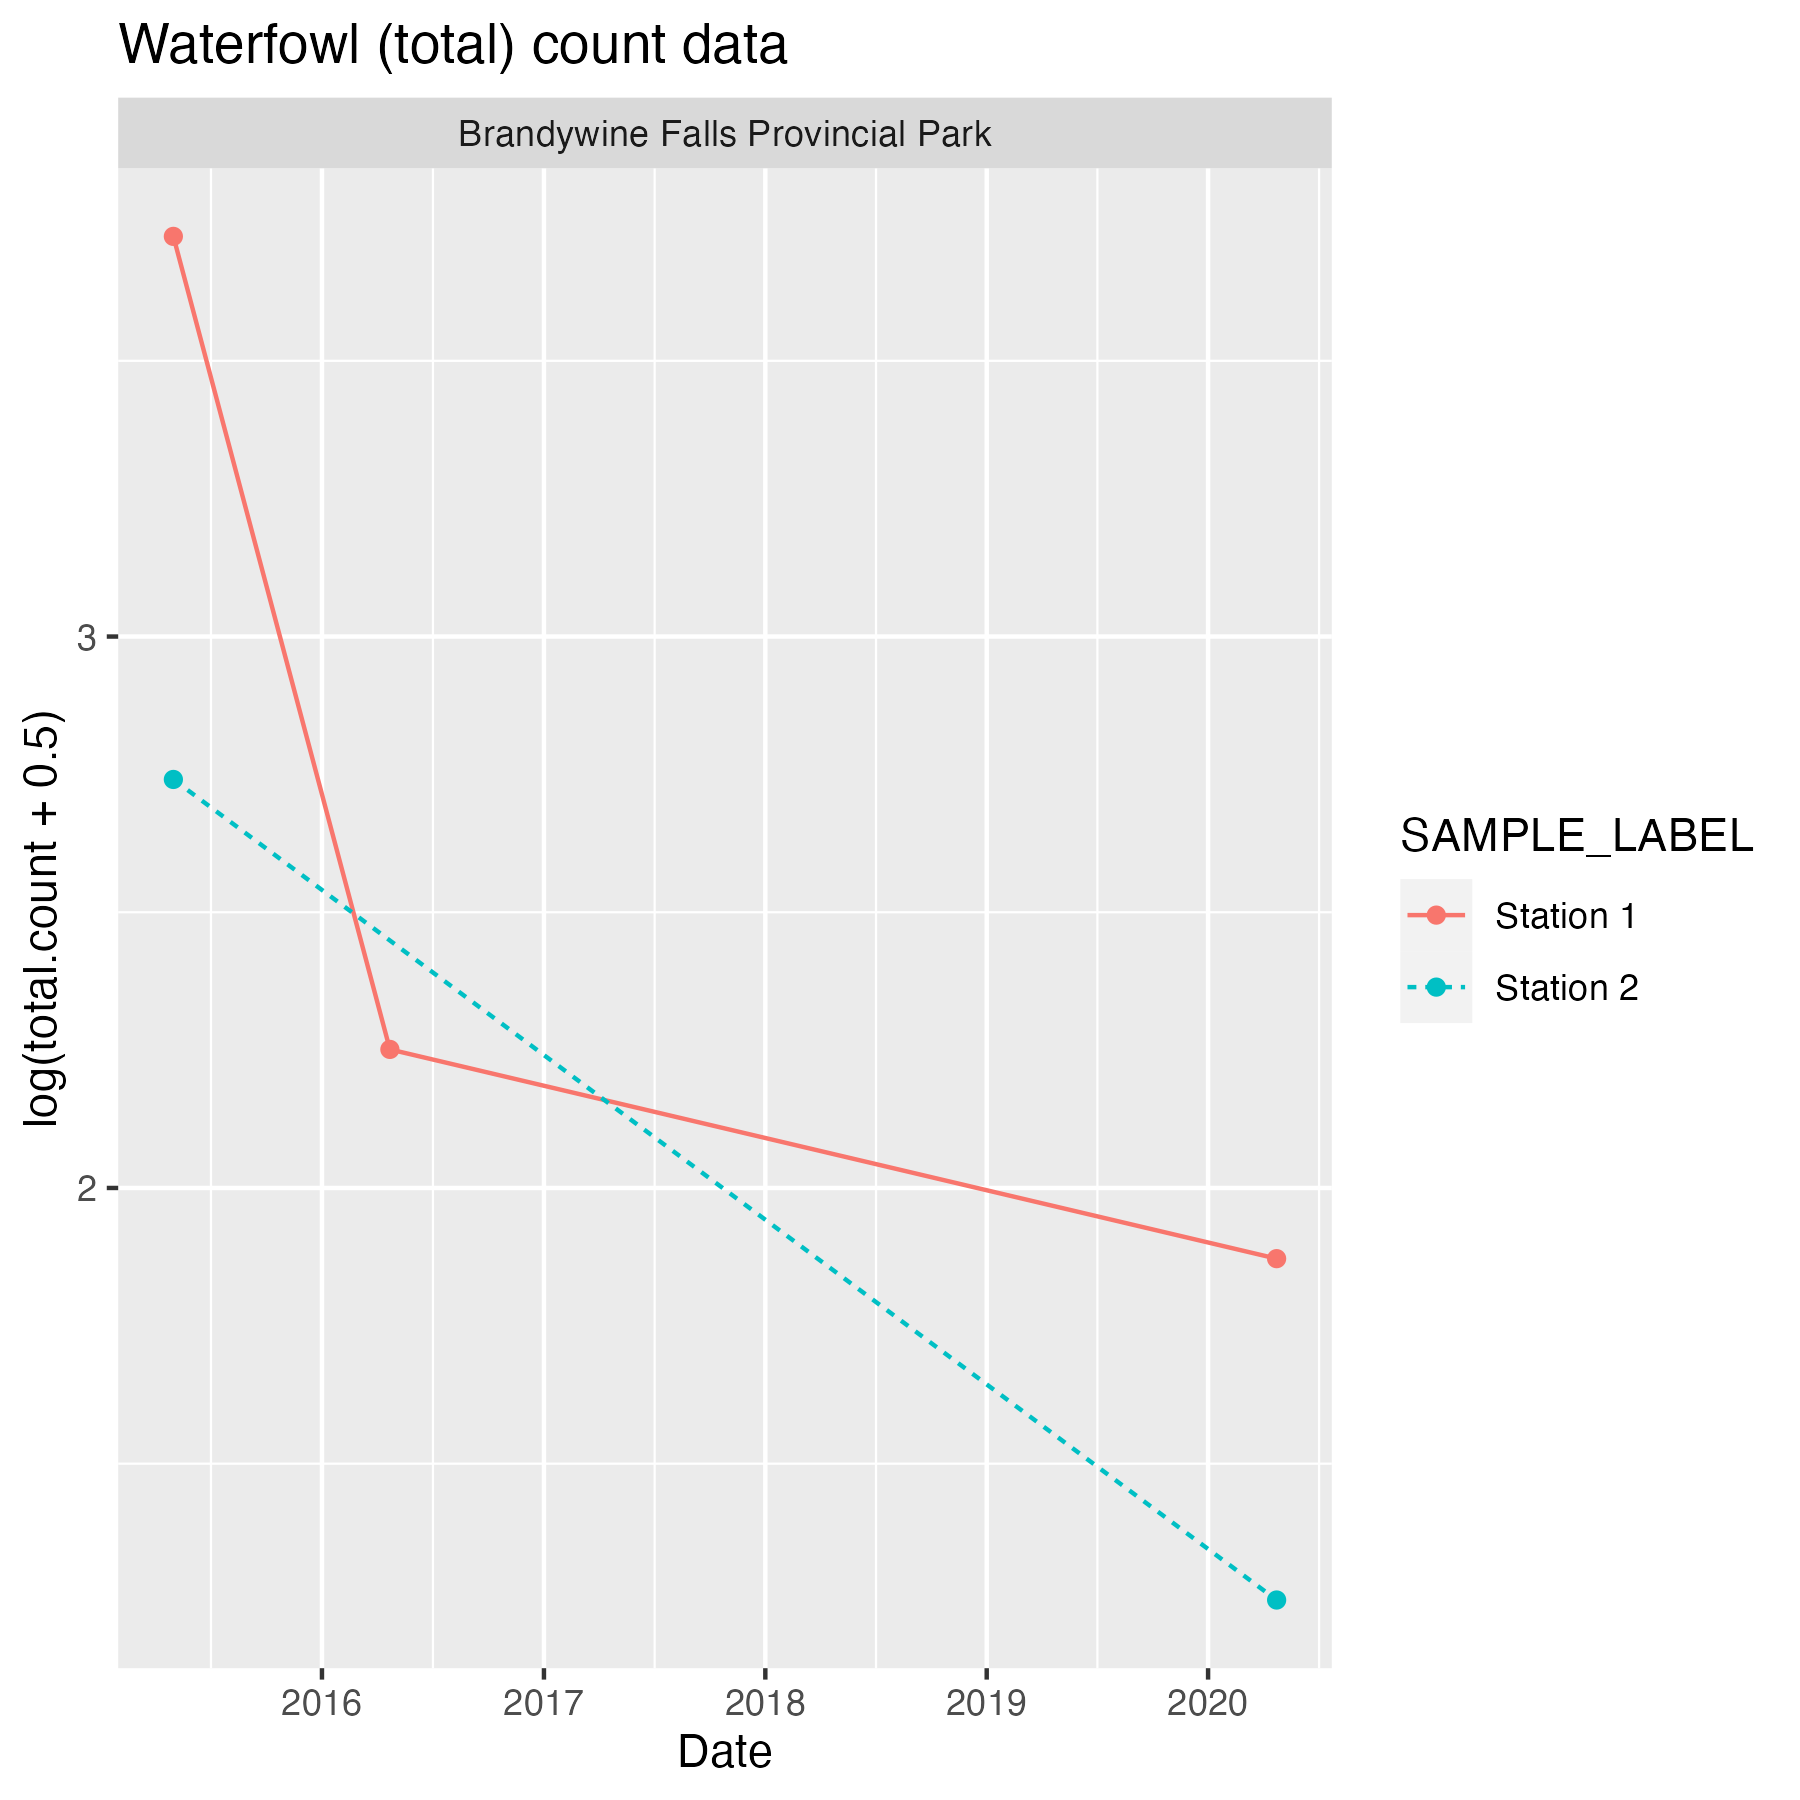 Waterfowl (total) count data
Brandywine Falls Provincial Park
3
2
log(total.count + 0.5)
2016 2017 2018 2019 2020
Date
SAMPLE_LABEL
Station 1
Station 2